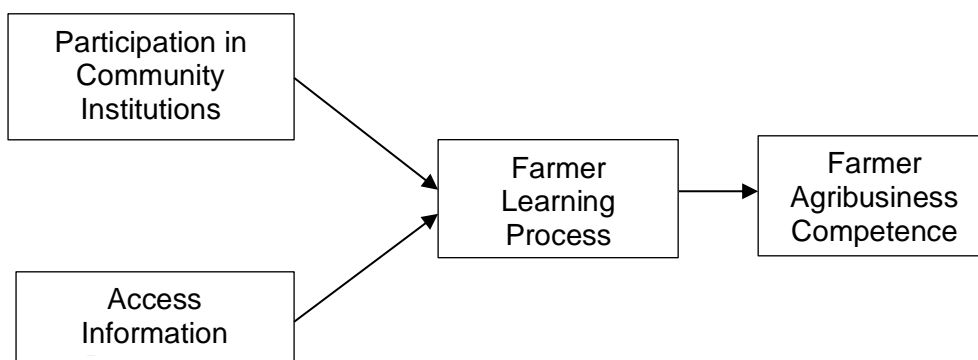 Participation in
Community
Institutions
Farmer
Learning
Process
Farmer
Agribusiness
Competence
Access
Information